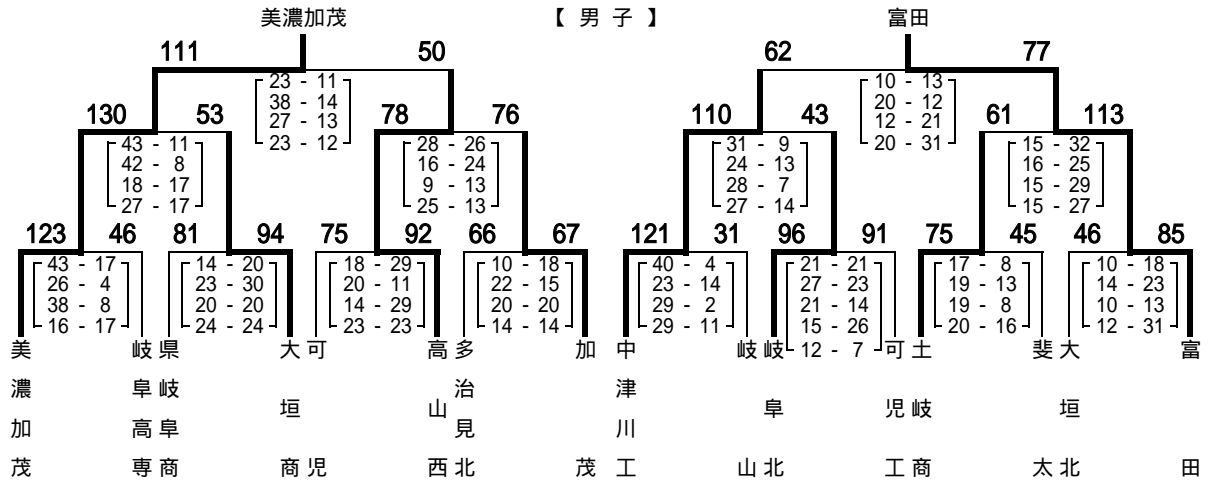 美濃加茂 【 男 子 】 富田
111 50 62 77
23 - 11 10 - 13
38 - 14 20 - 12
27 - 13 12 - 21
23 - 12 20 - 31
130 53 78 76 110 43 61 113
43 - 11 28 - 26 31 - 9 15 - 32
42 - 8 16 - 24 24 - 13 16 - 25
18 - 17 9 - 13 28 - 7 15 - 29
27 - 17 25 - 13 27 - 14 15 - 27
123 46 81 94 75 92 66 67 121 31 96 91 75 45 46 85
43 - 17 14 - 20 18 - 29 10 - 18 40 - 4 21 - 21 17 - 8 10 - 18
26 - 4 23 - 30 20 - 11 22 - 15 23 - 14 27 - 23 19 - 13 14 - 23
38 - 8 20 - 20 14 - 29 20 - 20 29 - 2 21 - 14 19 - 8 10 - 13
16 - 17 24 - 24 23 - 23 14 - 14 29 - 11 15 - 26 20 - 16 12 - 31
12 - 7
美濃加茂
岐阜高専
県岐阜商
大垣商
可児
高山西
多治見北
加茂
中津川工
岐山
岐阜北
可児工
土岐商
斐太
大垣北
富田